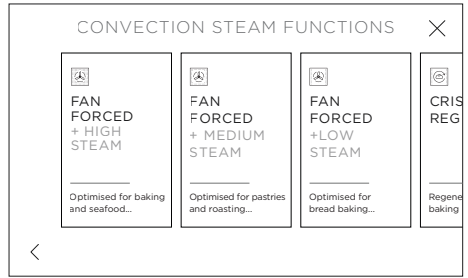 CONVECTION STEAM FUNCTIONS
FAN
FORCED
+ HIGH
STEAM
Optimised for baking
and seafood...
FAN
FORCED
+ MEDIUM
STEAM
Optimised for pastries
and roasting...
FAN
FORCED
+LOW
STEAM
Optimised for
bread baking...
CRIS
REG
Regene
baking